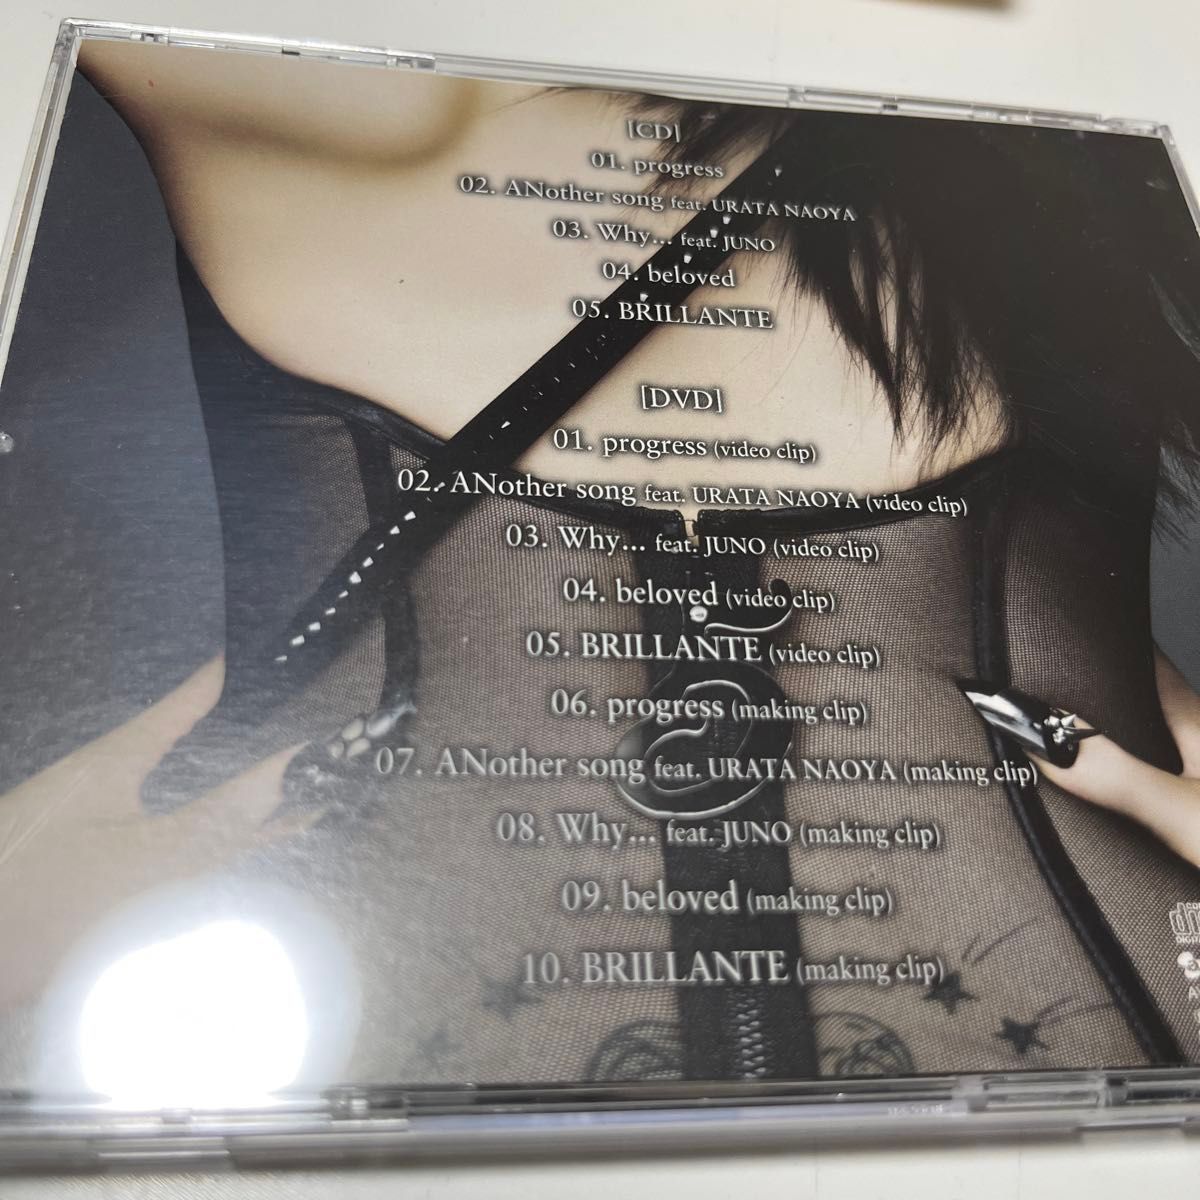 [CD]
01. progress
02. ANother song feat. URATA NAOYA
03. Why... feat. JUNO
04. beloved
05. BRILLANTE
[DVD]
01. progress (video clip)
02. ANother song feat. URATA NAOYA (video clip)
03. Why... feat. JUNO (video clip)
04. beloved (video clip)
05. BRILLANTE (video clip)
06. progress (making clip)
07. ANother song feat. URATA NAOYA (making clip)
08. Why... feat. JUNO (making clip)
09. beloved (making clip)
10. BRILLANTE (making clip)